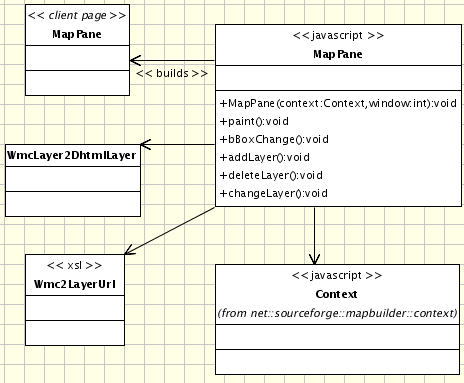 << client page >>
MapPane
<< builds >>
<<javascript >>
MapPane
+MapPane(context:Context,window:int):void
+paint():void
+bBoxChange():void
+addLayer():void
+deleteLayer():void
+changeLayer():void
WmcLayer2DhtmlLayer
<< xsl >>
Wmc2LayerUrl
<<javascript >>
Context
(from net::sourceforge::mapbuilder::context)